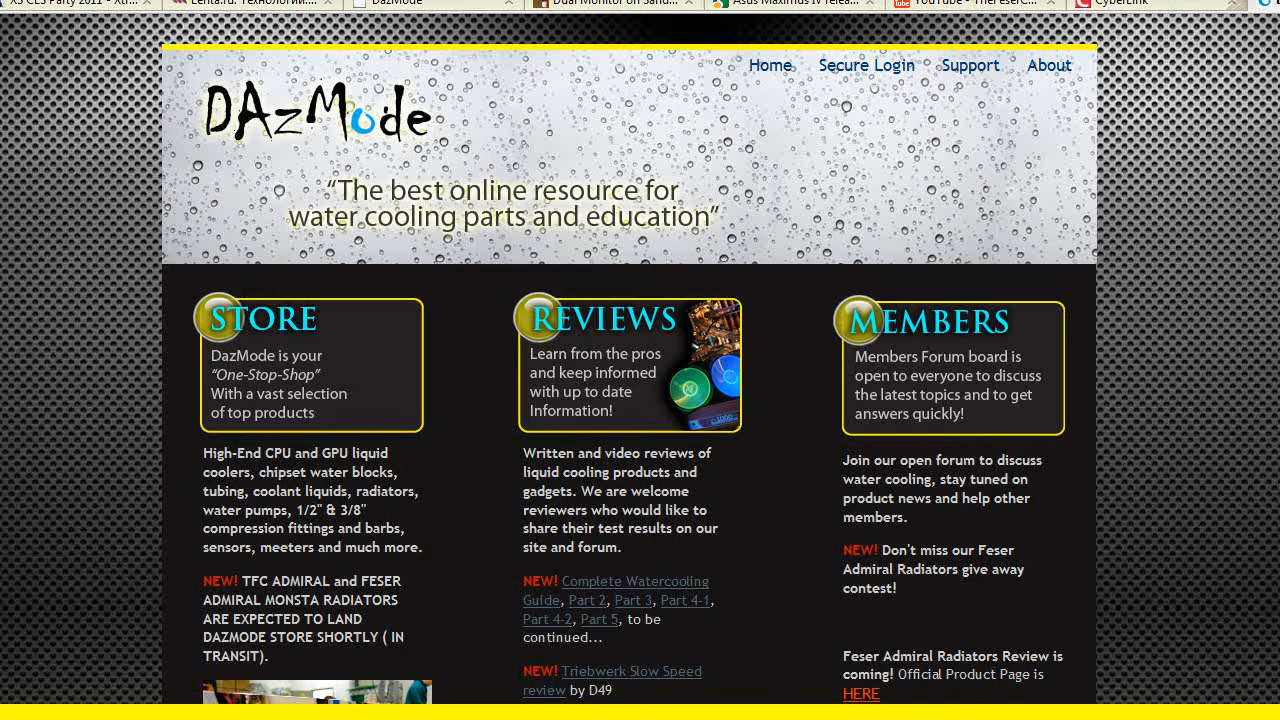 XS CES Party 2011 - Xtr...
Lenta.ru: Технологии:...
DazMode
Dual Monitor on Sand...
Asus Maximus IV relea...
CyberLink
Home Secure Login Support About
DAzMode
“The best online resource for
water cooling parts and education”
STORE
DazMode is your
“One-Stop-Shop”
With a vast selection
of top products
High-End CPU and GPU liquid
coolers, chipset water blocks,
tubing, coolant liquids, radiators,
water pumps, 1/2" & 3/8"
compression fittings and barbs,
sensors, meeters and much more.
NEW! TFC ADMIRAL and FESER
ADMIRAL MONSTA RADIATORS
ARE EXPECTED TO LAND
DAZMODE STORE SHORTLY ( IN
TRANSIT).
REVIEWS
Learn from the pros
and keep informed
with up to date
Information!
Written and video reviews of
liquid cooling products and
gadgets. We are welcome
reviewers who would like to
share their test results on our
site and forum.
NEW! Complete Watercooling
Guide, Part 2, Part 3, Part 4-1,
Part 4-2, Part 5, to be
continued...
NEW! Triebwerk Slow Speed
review by D49
MEMBERS
Members Forum board is
open to everyone to discuss
the latest topics and to get
answers quickly!
Join our open forum to discuss
water cooling, stay tuned on
product news and help other
members.
NEW! Don't miss our Feser
Admiral Radiators give away
contest!
Feser Admiral Radiators Review is
coming! Official Product Page is
HERE